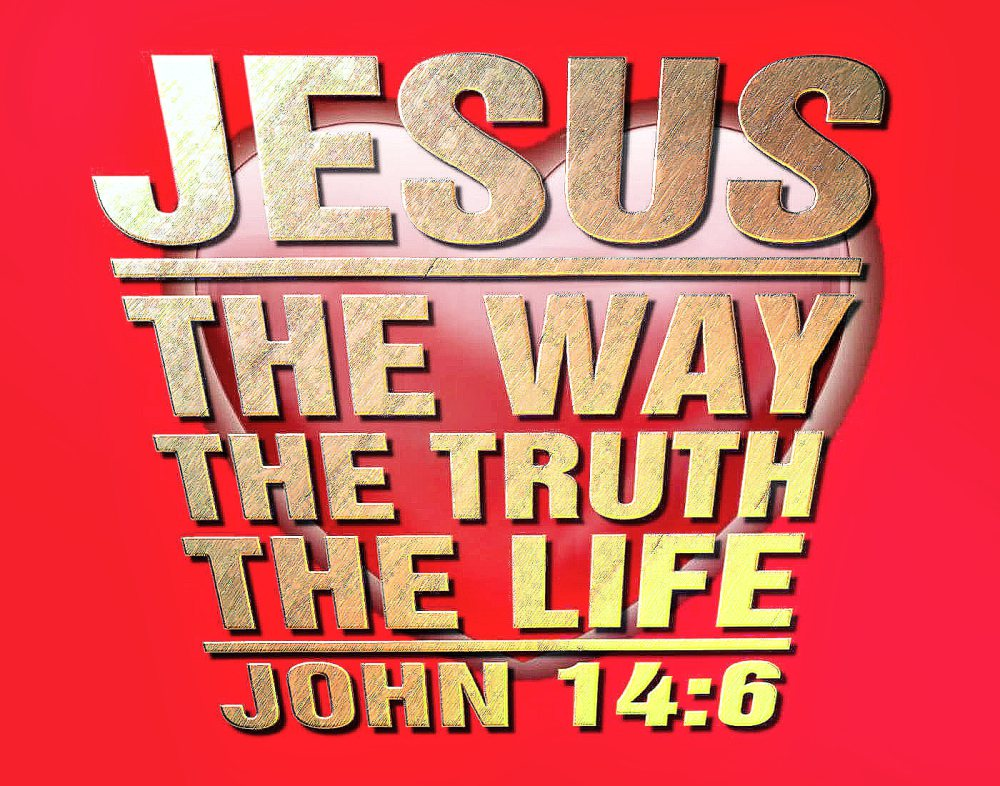 JESUS
THE WAY
THE TRUTH
THE LIFE
JOHN 14:6